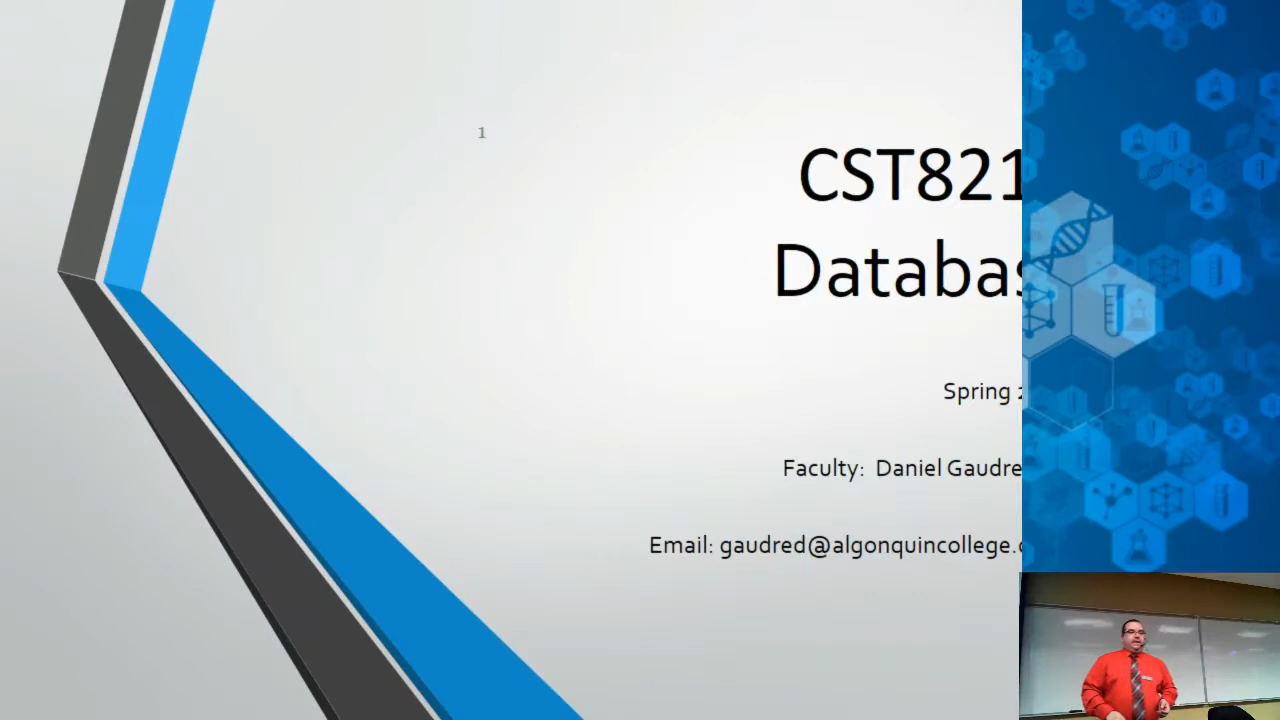 1
CST821
Databas
Spring 2
Faculty: Daniel Gaudre
Email: gaudred@algonquincollege.c